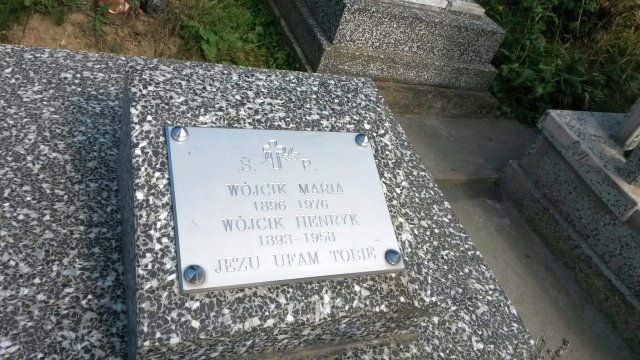 Ś. P.
WÓJCIK MARIA
1896-1976
WÓJCIK HENRYK
1893-1958
JEZU UFAM TOBIE